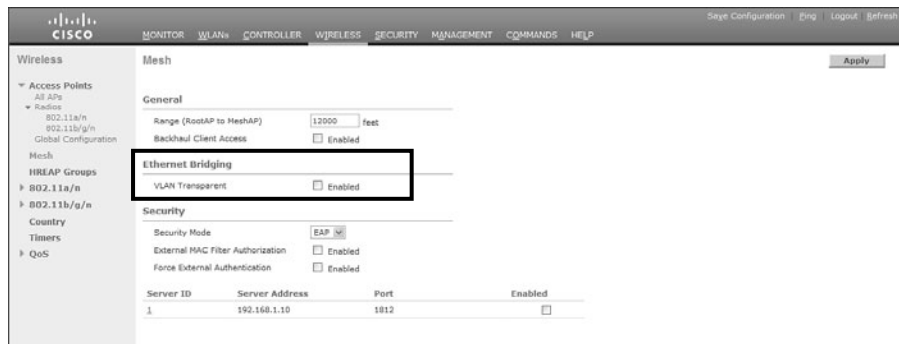 Save Configuration Ping Logout Refresh
CISCO
MONITOR WLANs CONTROLLER WIRELESS SECURITY MANAGEMENT COMMANDS HELP
Wireless
Access Points
All APs
Radios
802.11a/n
802.11b/g/n
Global Configuration
Mesh
HREAP Groups
802.11a/n
802.11b/g/n
Country
Timers
QoS
Mesh
Apply
General
Range (RootAP to MeshAP) 12000 feet
Backhaul Client Access Enabled
Ethernet Bridging
VLAN Transparent Enabled
Security
Security Mode EAP
External MAC Filter Authorization Enabled
Force External Authentication Enabled
Server ID Server Address Port Enabled
1 192.168.1.10 1812